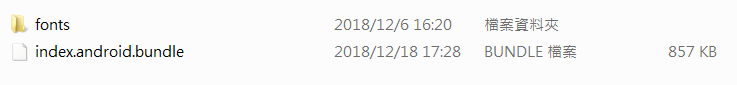 fonts 2018/12/6 16:20 檔案資料夾
index.android.bundle 2018/12/18 17:28 BUNDLE 檔案 857 KB